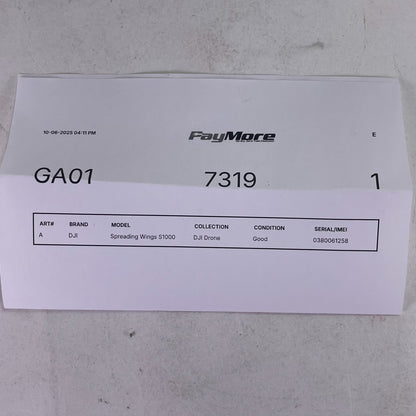 10-06-2025 04:11 PM PayMore E
GA01 7319 1
ART# BRAND MODEL COLLECTION CONDITION SERIAL/IMEI
A DJI Spreading Wings S1000 DJI Drone Good 0380061258